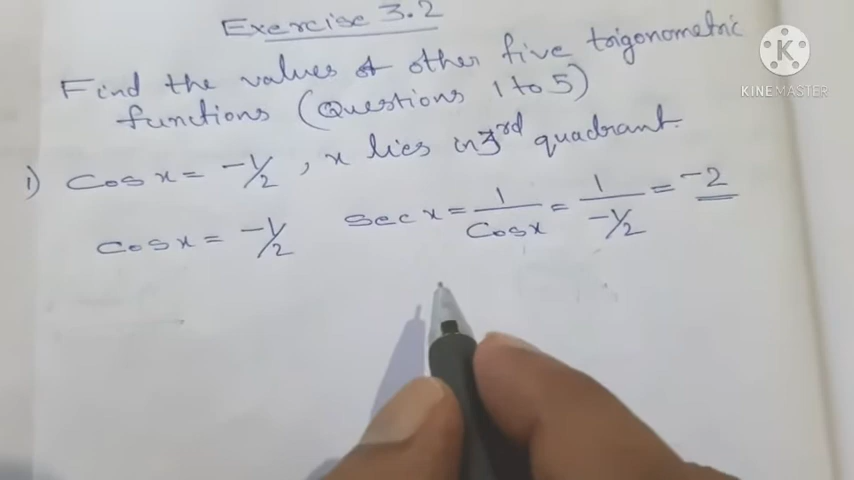 Exercise 3.2
Find the values of other five trigonometric
functions (Questions 1 to 5)
1) Cos x = -1/2, x lies in 3rd quadrant.
Cos x = -1/2 sec x = 1/Cos x = 1/-1/2 = -2
K
KINEMASTER